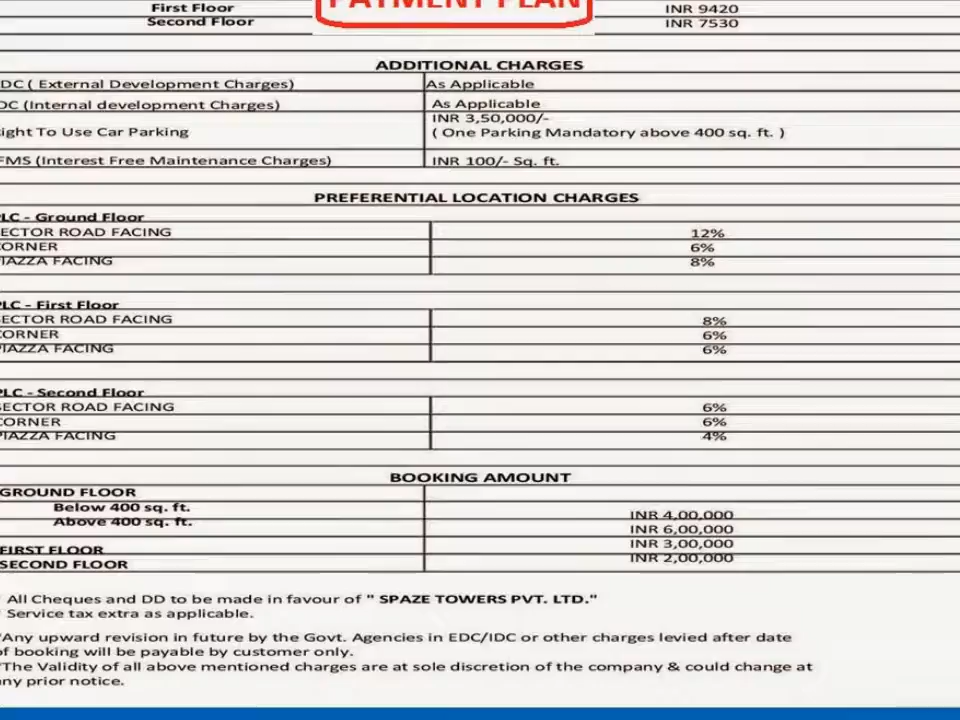 First Floor INR 9420
PAYMENT PLAN
Second Floor INR 7530
ADDITIONAL CHARGES
DC ( External Development Charges) As Applicable
DC (Internal development Charges) As Applicable
ight To Use Car Parking INR 3,50,000/-
( One Parking Mandatory above 400 sq. ft. )
FMS (Interest Free Maintenance Charges) INR 100/- Sq. ft.
PREFERENTIAL LOCATION CHARGES
PLC - Ground Floor
SECTOR ROAD FACING 12%
CORNER 6%
PIAZZA FACING 8%
PLC - First Floor
SECTOR ROAD FACING 8%
CORNER 6%
PIAZZA FACING 6%
PLC - Second Floor
SECTOR ROAD FACING 6%
CORNER 6%
PIAZZA FACING 4%
BOOKING AMOUNT
GROUND FLOOR
Below 400 sq. ft. INR 4,00,000
Above 400 sq. ft. INR 6,00,000
FIRST FLOOR INR 3,00,000
SECOND FLOOR INR 2,00,000
All Cheques and DD to be made in favour of " SPAZE TOWERS PVT. LTD."
Service tax extra as applicable.
*Any upward revision in future by the Govt. Agencies in EDC/IDC or other charges levied after date
of booking will be payable by customer only.
*The Validity of all above mentioned charges are at sole discretion of the company & could change at
any prior notice.